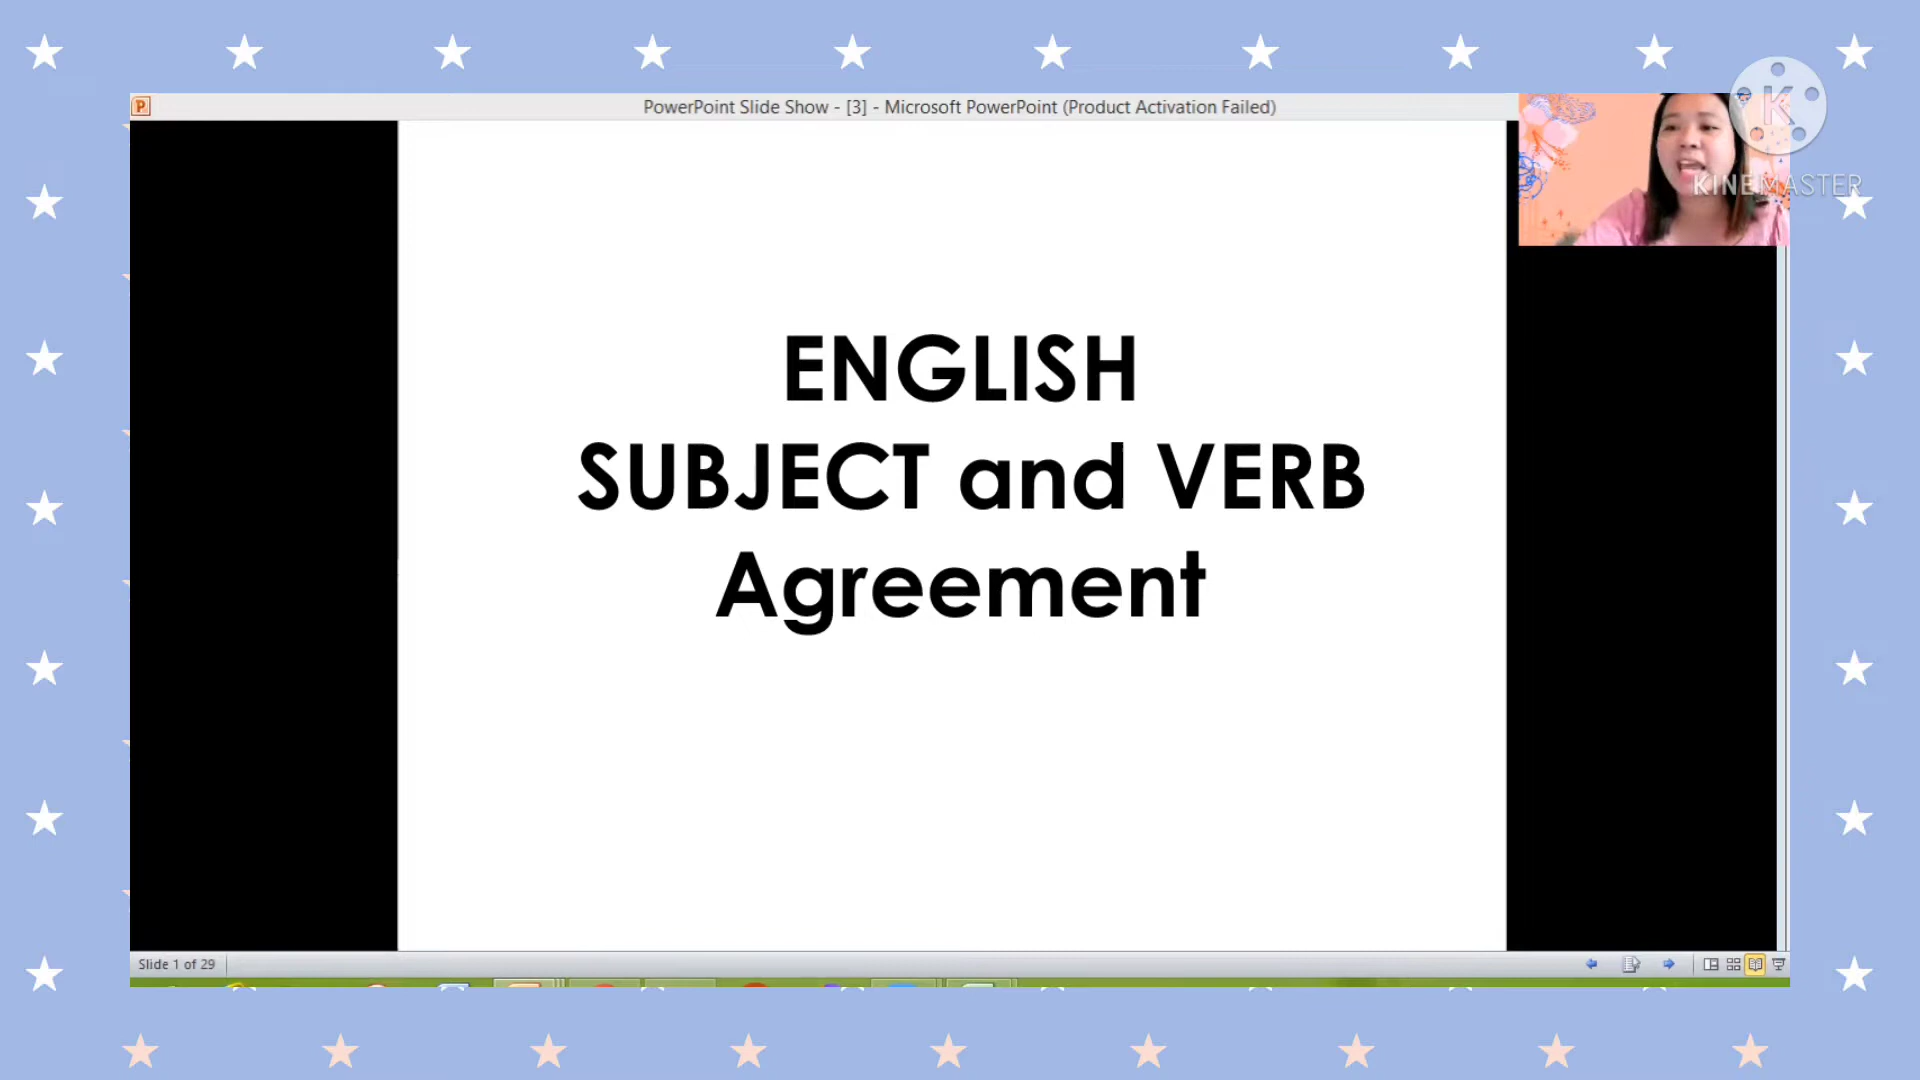 P
PowerPoint Slide Show - [3] - Microsoft PowerPoint (Product Activation Failed)
K
KINEMASTER
ENGLISH
SUBJECT and VERB
Agreement
Slide 1 of 29